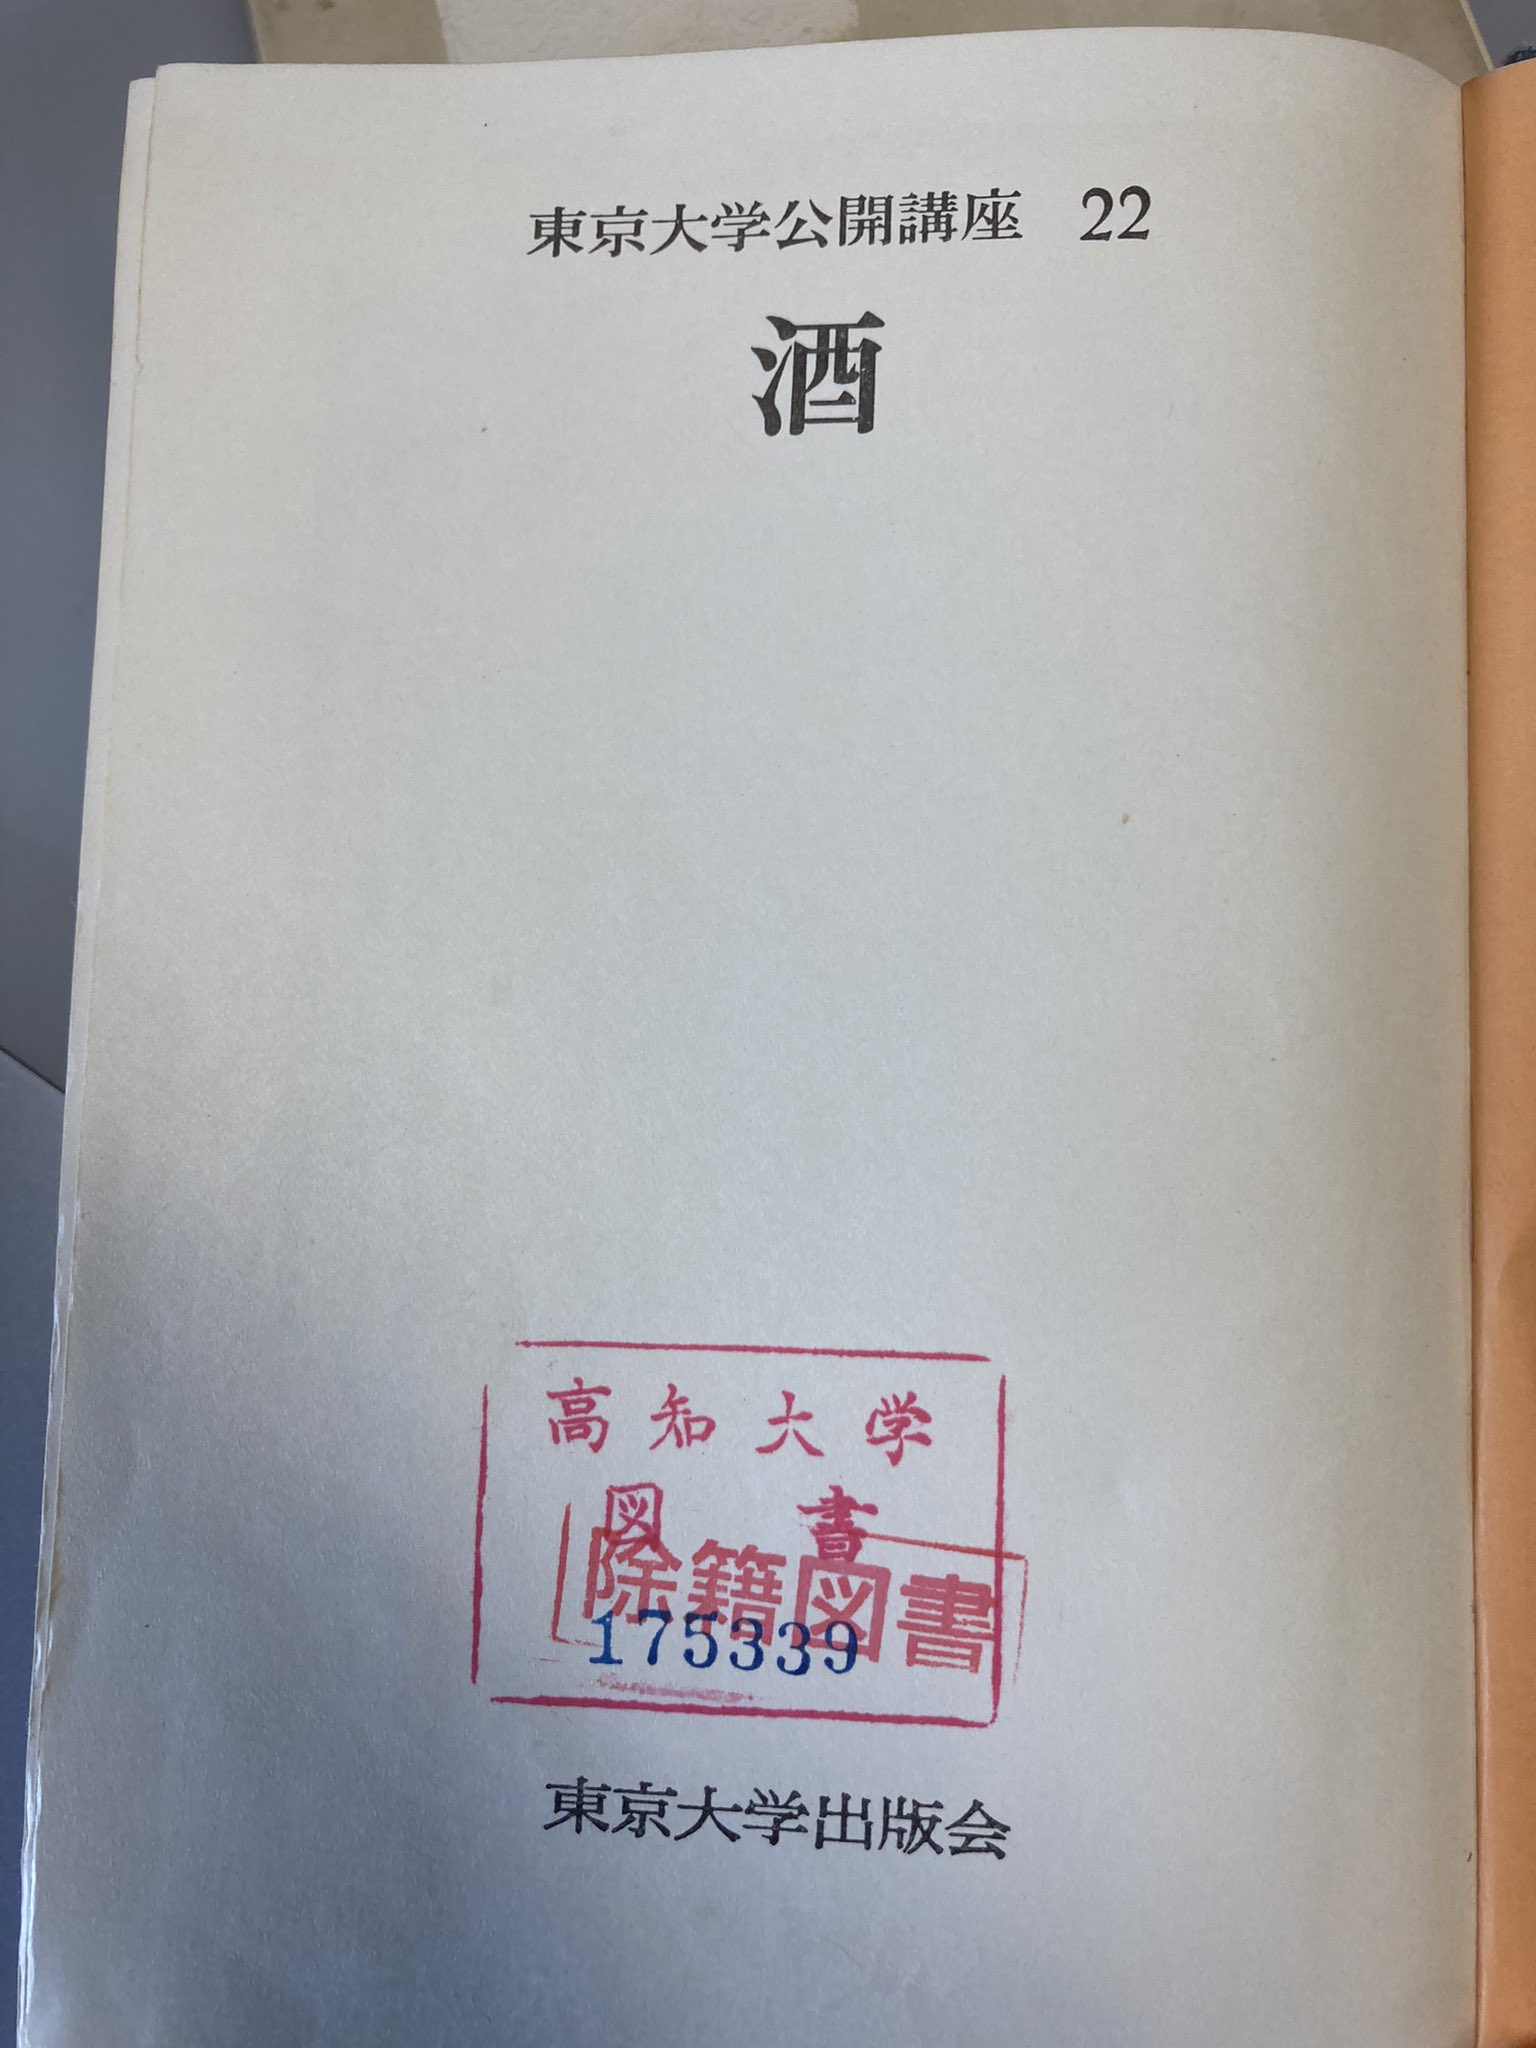 東京大学公開講座 22
酒
高知大学
図書
除籍図書
175339
東京大学出版会